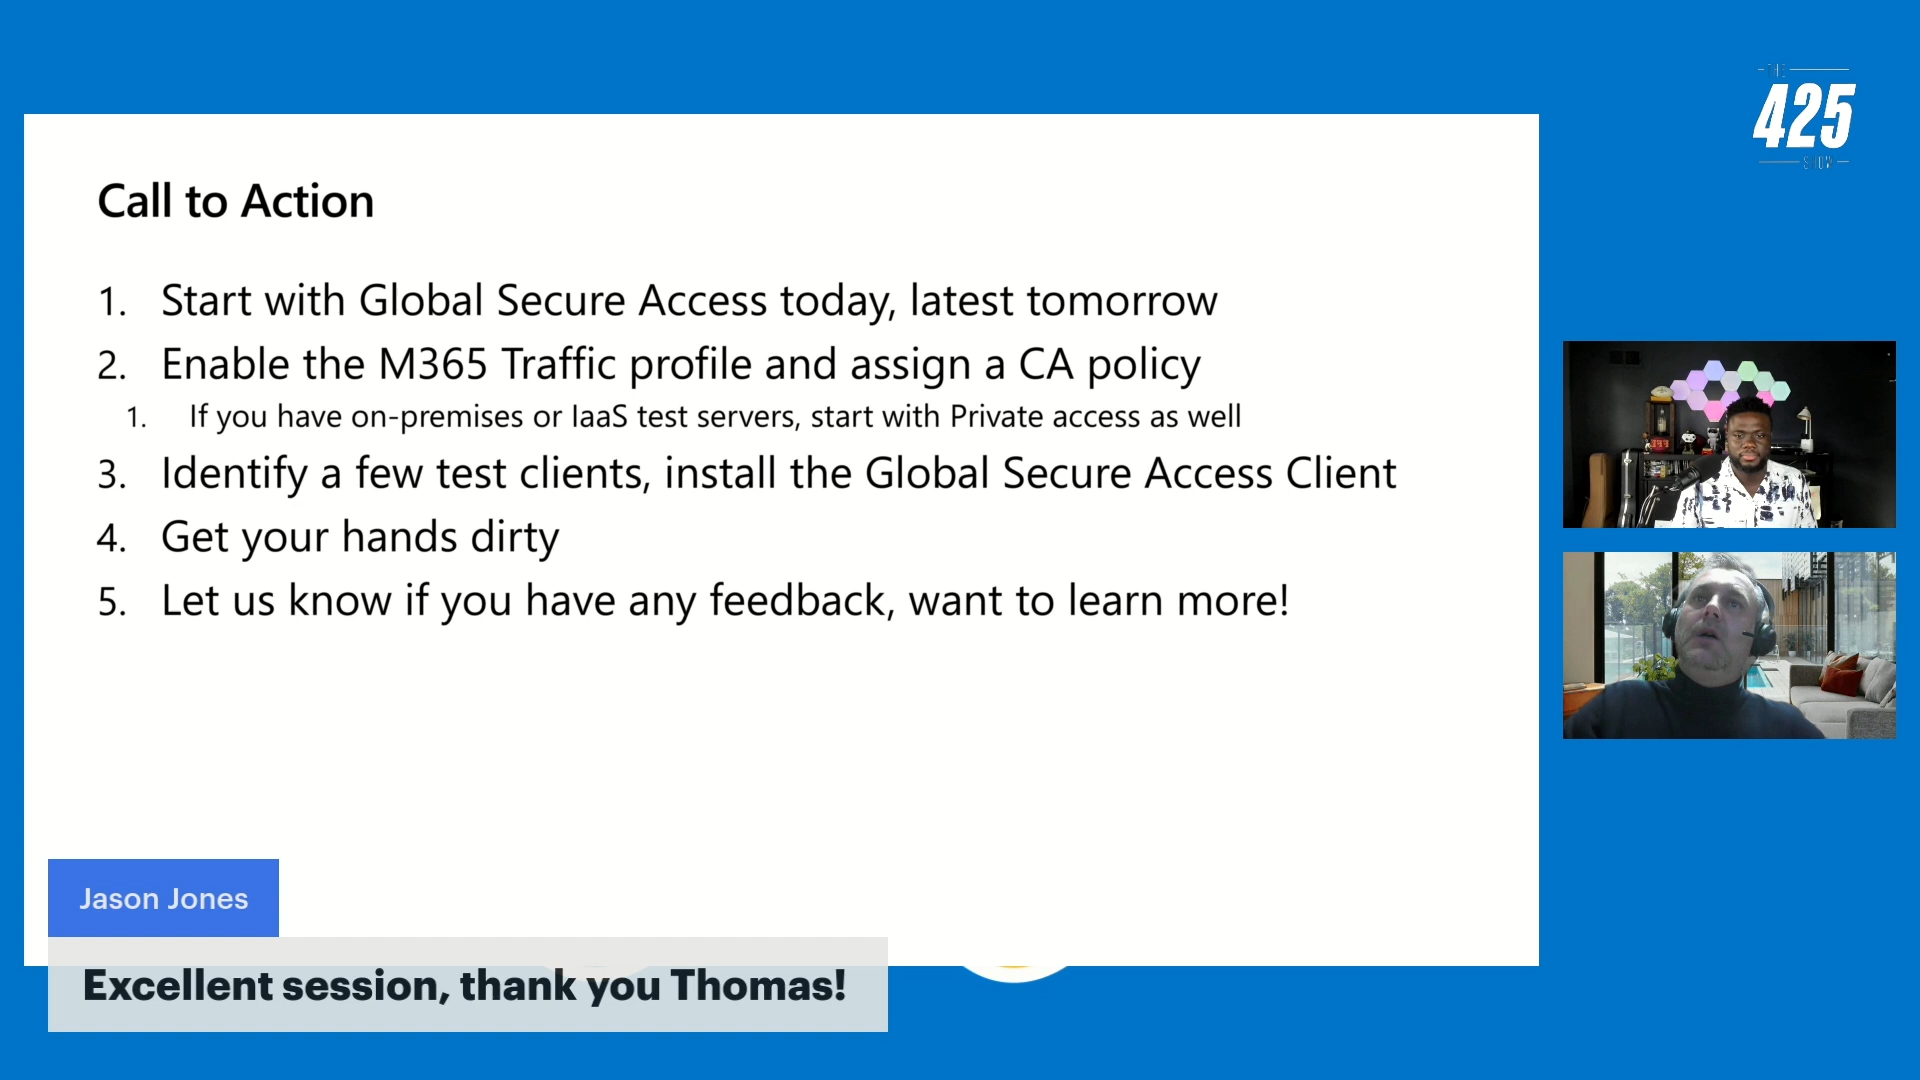 THE
425
SHOW
Call to Action
1. Start with Global Secure Access today, latest tomorrow
2. Enable the M365 Traffic profile and assign a CA policy
1. If you have on-premises or IaaS test servers, start with Private access as well
3. Identify a few test clients, install the Global Secure Access Client
4. Get your hands dirty
5. Let us know if you have any feedback, want to learn more!
Jason Jones
Excellent session, thank you Thomas!